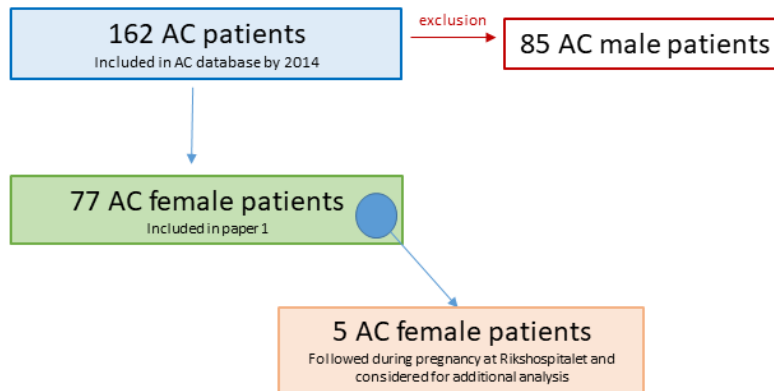 162 AC patients
Included in AC database by 2014
exclusion
85 AC male patients
77 AC female patients
Included in paper 1
5 AC female patients
Followed during pregnancy at Rikshospitalet and
considered for additional analysis